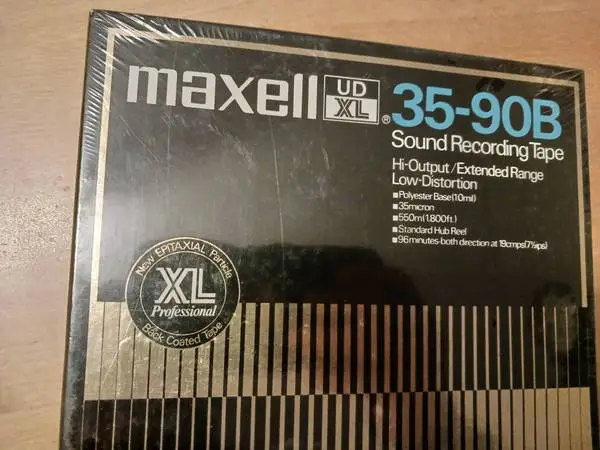 maxell UD XL ® 35-90B
Sound Recording Tape
Hi-Output/Extended Range
Low-Distortion
■Polyester Base(1.0mil)
■35micron
■550m(1,800ft.)
■Standard Hub Reel
■96minutes-both direction at 19cmps(7½ips)
New EPITAXIAL Particle
XL
Professional
Back Coated Tape